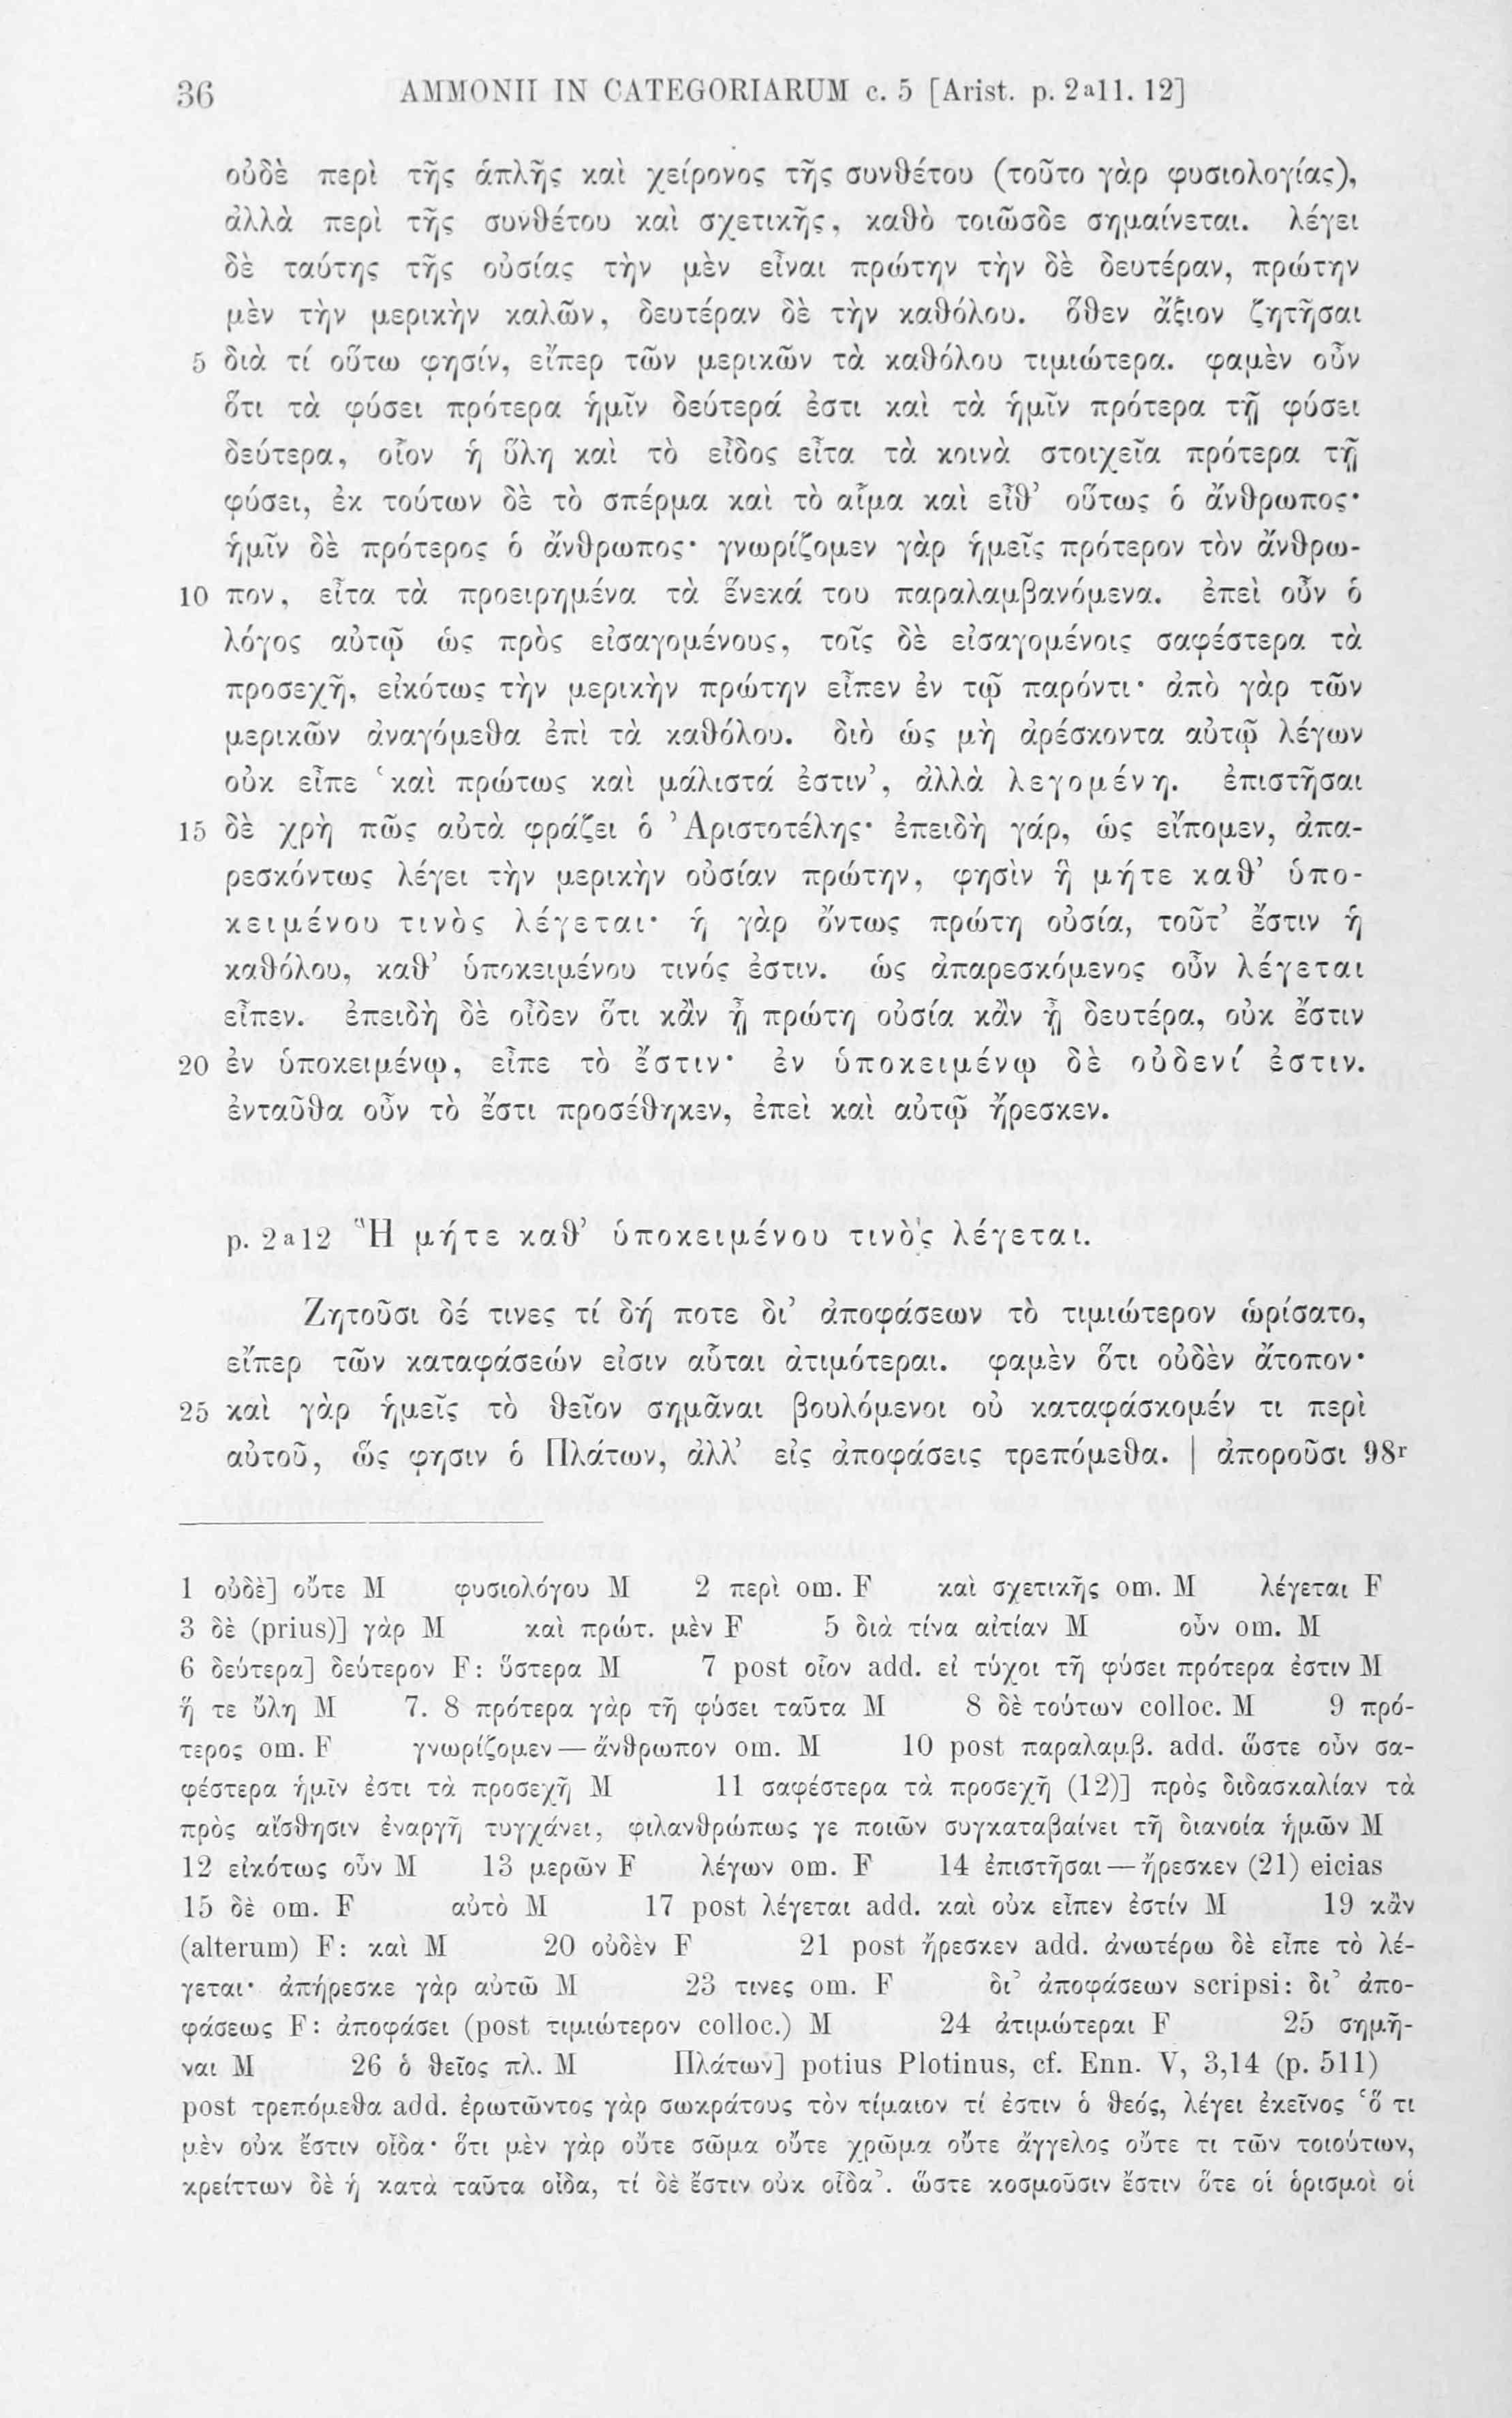 36 AMMONII IN CATEGORIARUM c. 5 [Arist. p. 2a11. 12]
οὐδὲ περὶ τῆς ἁπλῆς καὶ χείρονος τῆς συνθέτου (τοῦτο γὰρ φυσιολογίας),
ἀλλὰ περὶ τῆς συνθέτου καὶ σχετικῆς, καθὸ τοιῶσδε σημαίνεται. λέγει
δὲ ταύτης τῆς οὐσίας τὴν μὲν εἶναι πρώτην τὴν δὲ δευτέραν, πρώτην
μὲν τὴν μερικὴν καλῶν, δευτέραν δὲ τὴν καθόλου. ὅθεν ἄξιον ζητῆσαι
5 διὰ τί οὕτω φησίν, εἴπερ τῶν μερικῶν τὰ καθόλου τιμιώτερα. φαμὲν οὖν
ὅτι τὰ φύσει πρότερα ἡμῖν δεύτερά ἐστι καὶ τὰ ἡμῖν πρότερα τῇ φύσει
δεύτερα, οἷον ἡ ὕλη καὶ τὸ εἶδος εἶτα τὰ κοινὰ στοιχεῖα πρότερα τῇ
φύσει, ἐκ τούτων δὲ τὸ σπέρμα καὶ τὸ αἷμα καὶ εἶθ’ οὕτως ὁ ἄνθρωπος·
ἡμῖν δὲ πρότερος ὁ ἄνθρωπος· γνωρίζομεν γὰρ ἡμεῖς πρότερον τὸν ἄνθρω-
10 πον, εἶτα τὰ προειρημένα τὰ ἕνεκά του παραλαμβανόμενα. ἐπεὶ οὖν ὁ
λόγος αὐτῷ ὡς πρὸς εἰσαγομένους, τοῖς δὲ εἰσαγομένοις σαφέστερα τὰ
προσεχῆ, εἰκότως τὴν μερικὴν πρώτην εἶπεν ἐν τῷ παρόντι· ἀπὸ γὰρ τῶν
μερικῶν ἀναγόμεθα ἐπὶ τὰ καθόλου. διὸ ὡς μὴ ἀρέσκοντα αὐτῷ λέγων
οὐκ εἶπε ‘καὶ πρώτως καὶ μάλιστά ἐστιν’, ἀλλὰ λεγομένη. ἐπιστῆσαι
15 δὲ χρὴ πῶς αὐτὰ φράζει ὁ Ἀριστοτέλης· ἐπειδὴ γάρ, ὡς εἴπομεν, ἀπα-
ρεσκόντως λέγει τὴν μερικὴν οὐσίαν πρώτην, φησὶν ἣ μήτε καθ’ ὑπο-
κειμένου τινὸς λέγεται· ἡ γὰρ ὄντως πρώτη οὐσία, τοῦτ’ ἔστιν ἡ
καθόλου, καθ’ ὑποκειμένου τινός ἐστιν. ὡς ἀπαρεσκόμενος οὖν λέγεται
εἶπεν. ἐπειδὴ δὲ οἶδεν ὅτι κἂν ᾖ πρώτη οὐσία κἂν ᾖ δευτέρα, οὐκ ἔστιν
20 ἐν ὑποκειμένῳ, εἶπε τὸ ἔστιν· ἐν ὑποκειμένῳ δὲ οὐδενί ἐστιν.
ἐνταῦθα οὖν τὸ ἔστι προσέθηκεν, ἐπεὶ καὶ αὐτῷ ἤρεσκεν.
p. 2a12 Ἣ μήτε καθ’ ὑποκειμένου τινὸς λέγεται.
Ζητοῦσι δέ τινες τί δή ποτε δι’ ἀποφάσεων τὸ τιμιώτερον ὡρίσατο,
εἴπερ τῶν καταφάσεών εἰσιν αὗται ἀτιμότεραι. φαμὲν ὅτι οὐδὲν ἄτοπον·
25 καὶ γὰρ ἡμεῖς τὸ θεῖον σημᾶναι βουλόμενοι οὐ καταφάσκομέν τι περὶ
αὐτοῦ, ὥς φησιν ὁ Πλάτων, ἀλλ’ εἰς ἀποφάσεις τρεπόμεθα. | ἀποροῦσι 98r
1 οὐδὲ] οὔτε M φυσιολόγου M 2 περὶ om. F καὶ σχετικῆς om. M λέγεται F
3 δὲ (prius)] γὰρ M καὶ πρώτ. μὲν F 5 διὰ τίνα αἰτίαν M οὖν om. M
6 δεύτερα] δεύτερον F: ὕστερα M 7 post οἷον add. εἰ τύχοι τῇ φύσει πρότερα ἐστιν M
ἥ τε ὕλη M 7. 8 πρότερα γὰρ τῇ φύσει ταῦτα M 8 δὲ τούτων colloc. M 9 πρό-
τερος om. F γνωρίζομεν — ἄνθρωπον om. M 10 post παραλαμβ. add. ὥστε οὖν σα-
φέστερα ἡμῖν ἐστι τὰ προσεχῆ M 11 σαφέστερα τὰ προσεχῆ (12)] πρὸς διδασκαλίαν τὰ
πρὸς αἴσθησιν ἐναργῆ τυγχάνει, φιλανθρώπως γε ποιῶν συγκαταβαίνει τῇ διανοίᾳ ἡμῶν M
12 εἰκότως οὖν M 13 μερῶν F λέγων om. F 14 ἐπιστῆσαι — ἤρεσκεν (21) eicias
15 δὲ om. F αὐτὸ M 17 post λέγεται add. καὶ οὐκ εἶπεν ἐστίν M 19 κἂν
(alterum) F: καὶ M 20 οὐδὲν F 21 post ἤρεσκεν add. ἀνωτέρω δὲ εἶπε τὸ λέ-
γεται· ἀπήρεσκε γὰρ αὐτῶ M 23 τινες om. F δι’ ἀποφάσεων scripsi: δι’ ἀπο-
φάσεως F: ἀποφάσει (post τιμιώτερον colloc.) M 24 ἀτιμώτεραι F 25 σημῆ-
ναι M 26 ὁ θεῖος πλ. M Πλάτων] potius Plotinus, cf. Enn. V, 3,14 (p. 511)
post τρεπόμεθα add. ἐρωτῶντος γὰρ σωκράτους τὸν τίμαιον τί ἐστιν ὁ θεός, λέγει ἐκεῖνος ‘ὅ τι
μὲν οὐκ ἔστιν οἶδα· ὅτι μὲν γὰρ οὔτε σῶμα οὔτε χρῶμα οὔτε ἄγγελος οὔτε τι τῶν τοιούτων,
κρείττων δὲ ἡ κατὰ ταῦτα οἶδα, τί δὲ ἔστιν οὐκ οἶδα’. ὥστε κοσμοῦσιν ἔστιν ὅτε οἱ ὁρισμοὶ οἱ